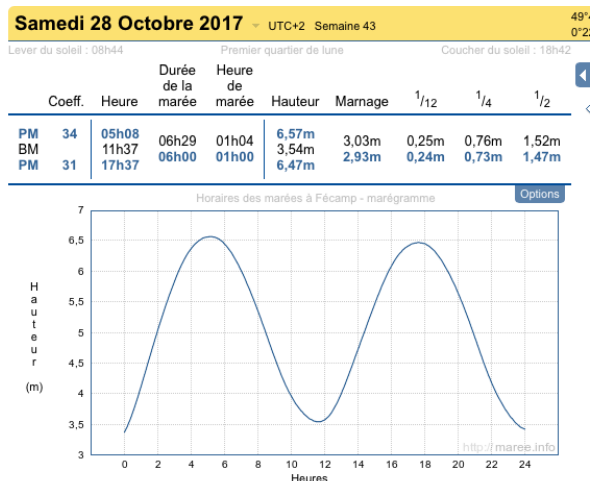 Samedi 28 Octobre 2017 UTC+2 Semaine 43
49°
Lever du soleil : 08h44 Premier quartier de lune Coucher du soleil : 18h42
Durée Heure
de la de
Coeff. Heure marée marée Hauteur Marnage 1/12 1/4 1/2
PM 34 05h08 6,57m
06h29 01h04 3,03m 0,25m 0,76m 1,52m
BM 11h37 3,54m
06h00 01h00 2,93m 0,24m 0,73m 1,47m
PM 31 17h37 6,47m
Options
Horaires des marées à Fécamp - marégramme
7
6,5
6
5,5
5
4,5
4
3,5
3
Hauteur
(m)
http://maree.info
0 2 4 6 8 10 12 14 16 18 20 22 24
Heures